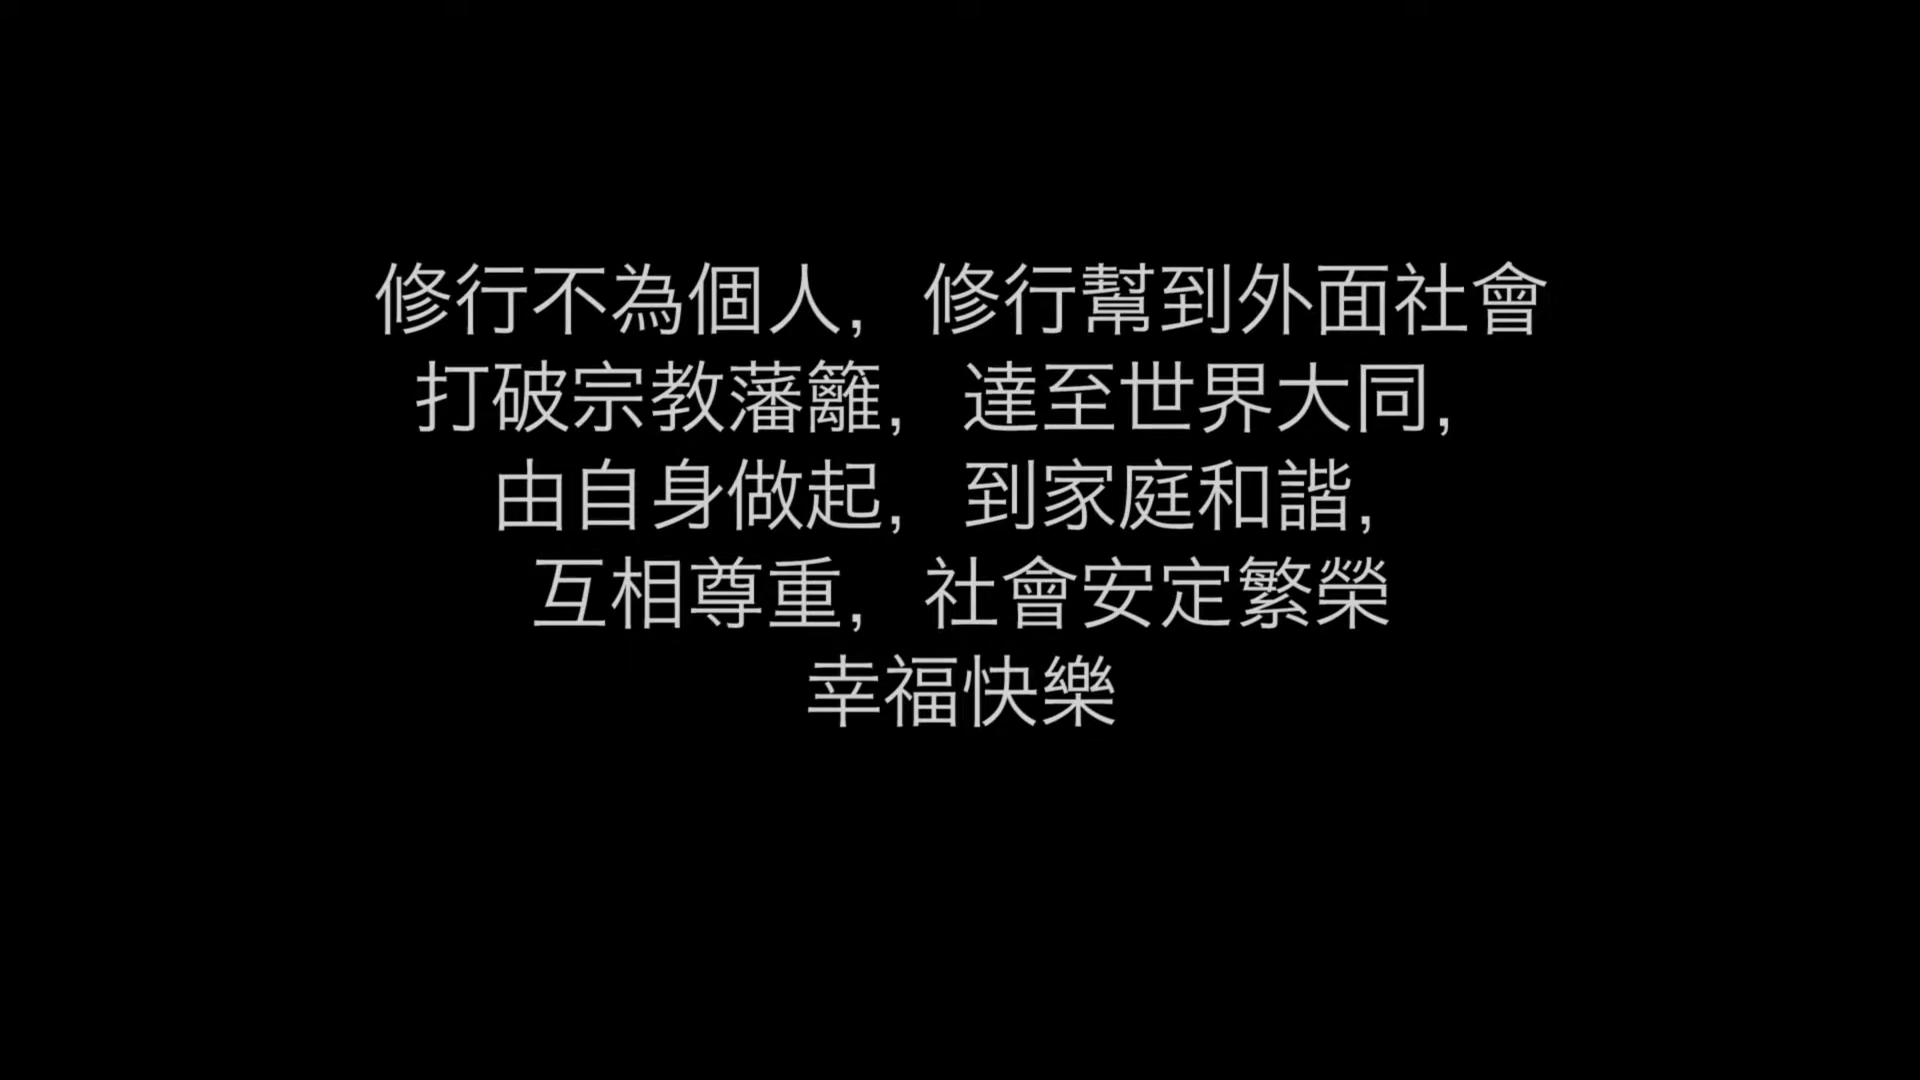 修行不為個人, 修行幫到外面社會
打破宗教藩籬, 達至世界大同,
由自身做起, 到家庭和諧,
互相尊重, 社會安定繁榮
幸福快樂